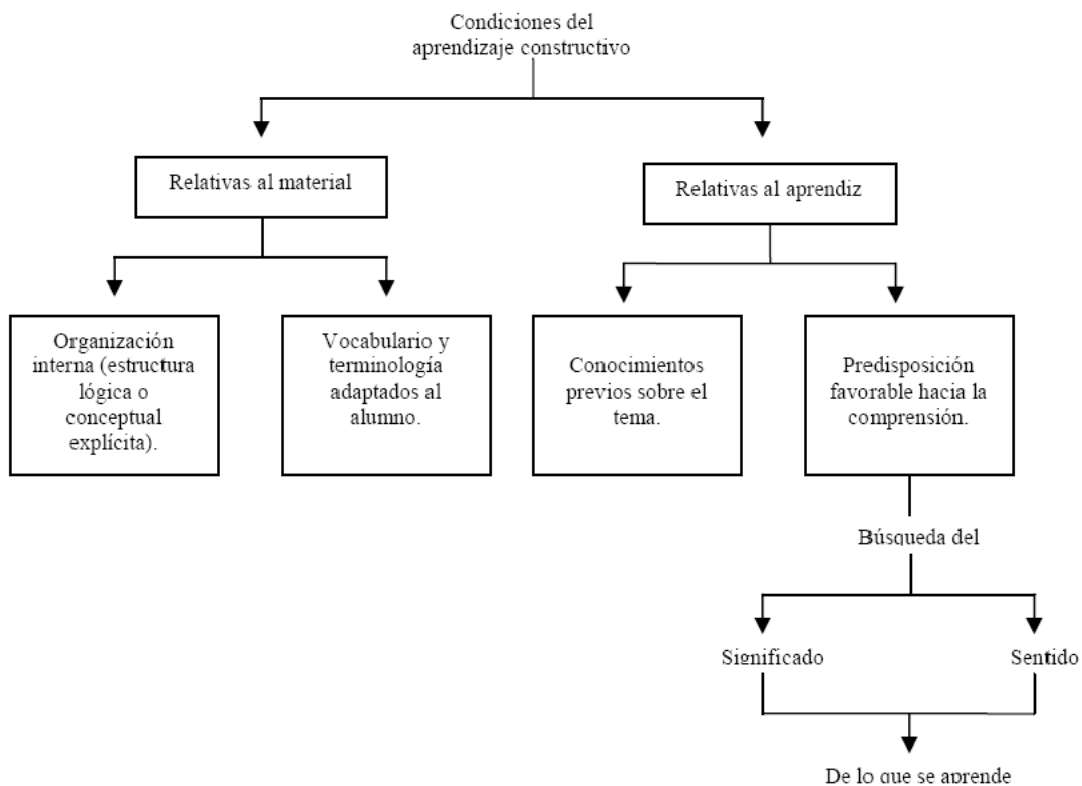 Condiciones del
aprendizaje constructivo
Relativas al material
Relativas al aprendiz
Organización
interna (estructura
lógica o
conceptual
explícita).
Vocabulario y
terminología
adaptados al
alumno.
Conocimientos
previos sobre el
tema.
Predisposición
favorable hacia la
comprensión.
Búsqueda del
Significado
Sentido
De lo que se aprende